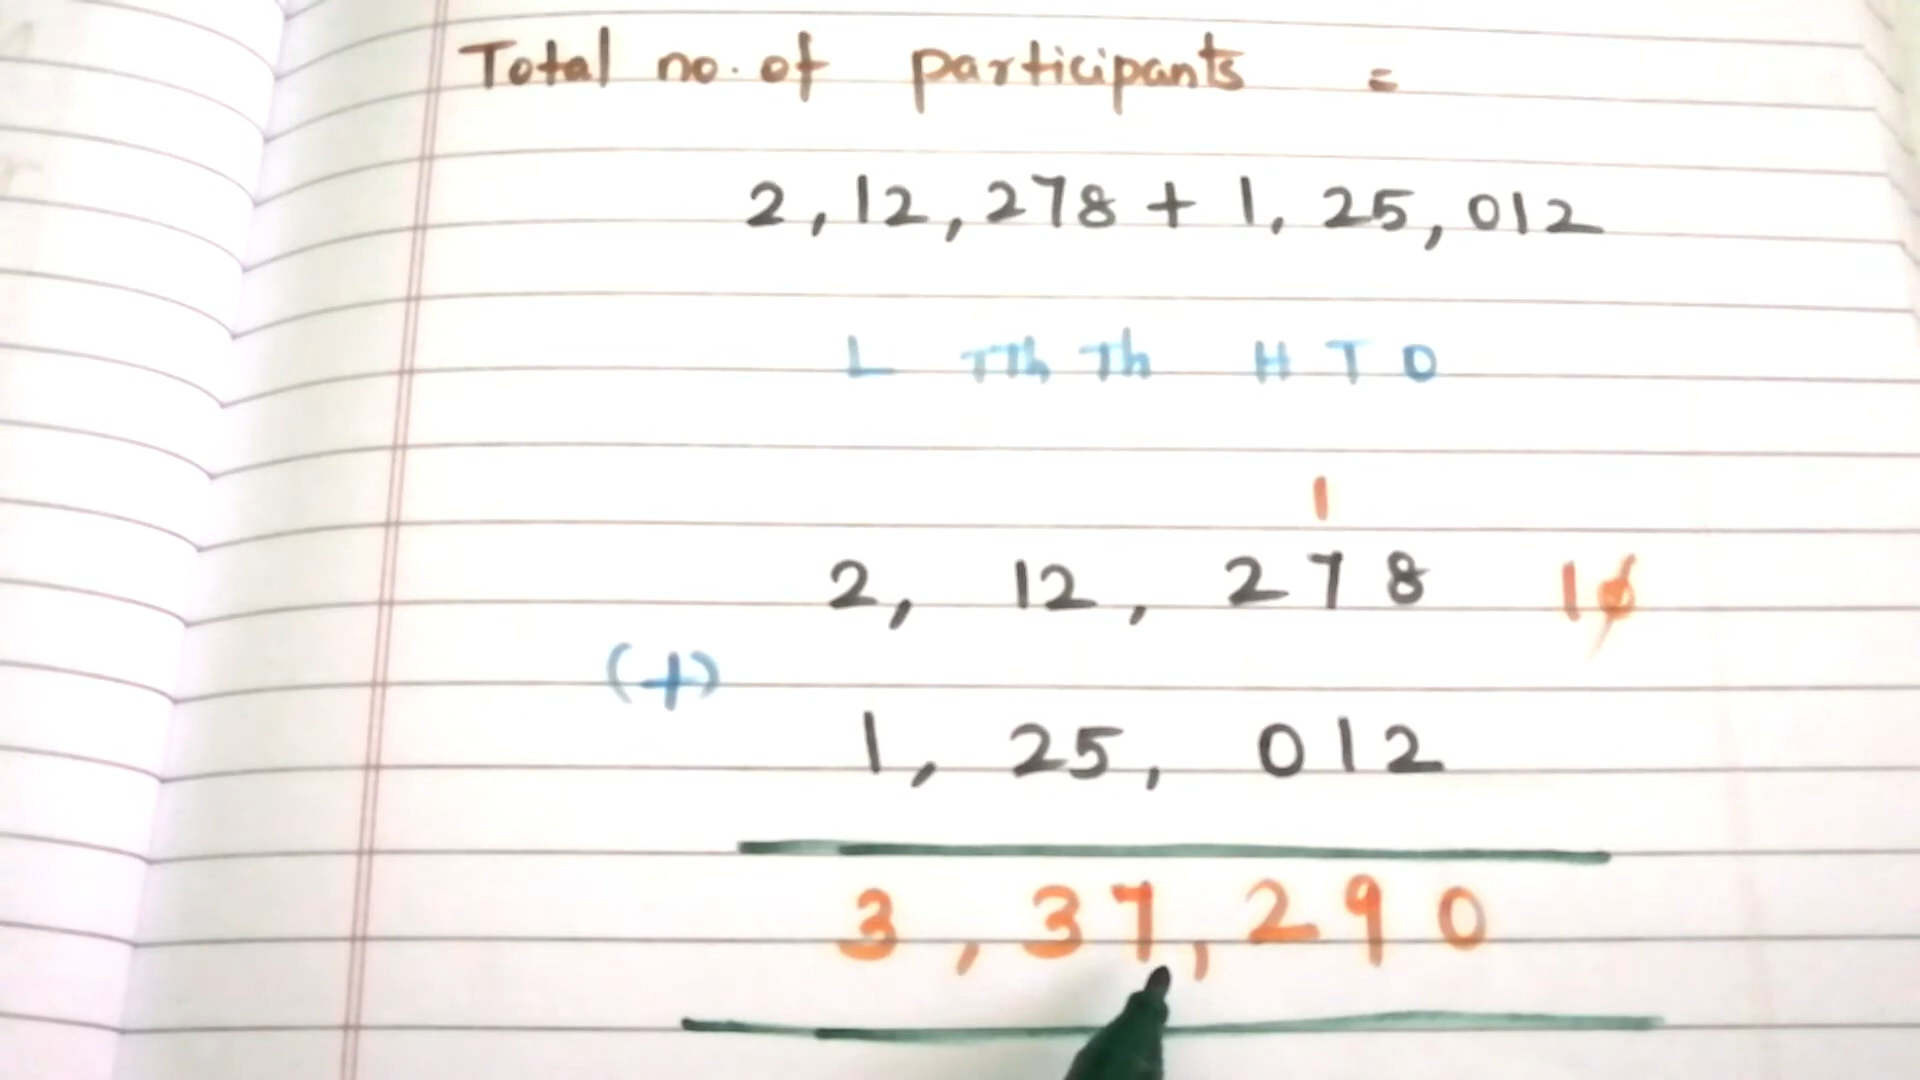 Total no. of participants =
2,12,278 + 1,25,012
L TTh Th H T O
1
2, 12, 278 10
(+)
1, 25, 012
3,37,290